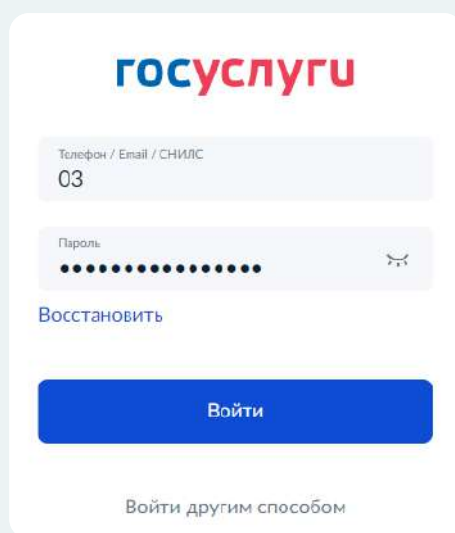 госуслуги
Телефон / Email / СНИЛС
03
Пароль
••••••••••••••••
Восстановить
Войти
Войти другим способом